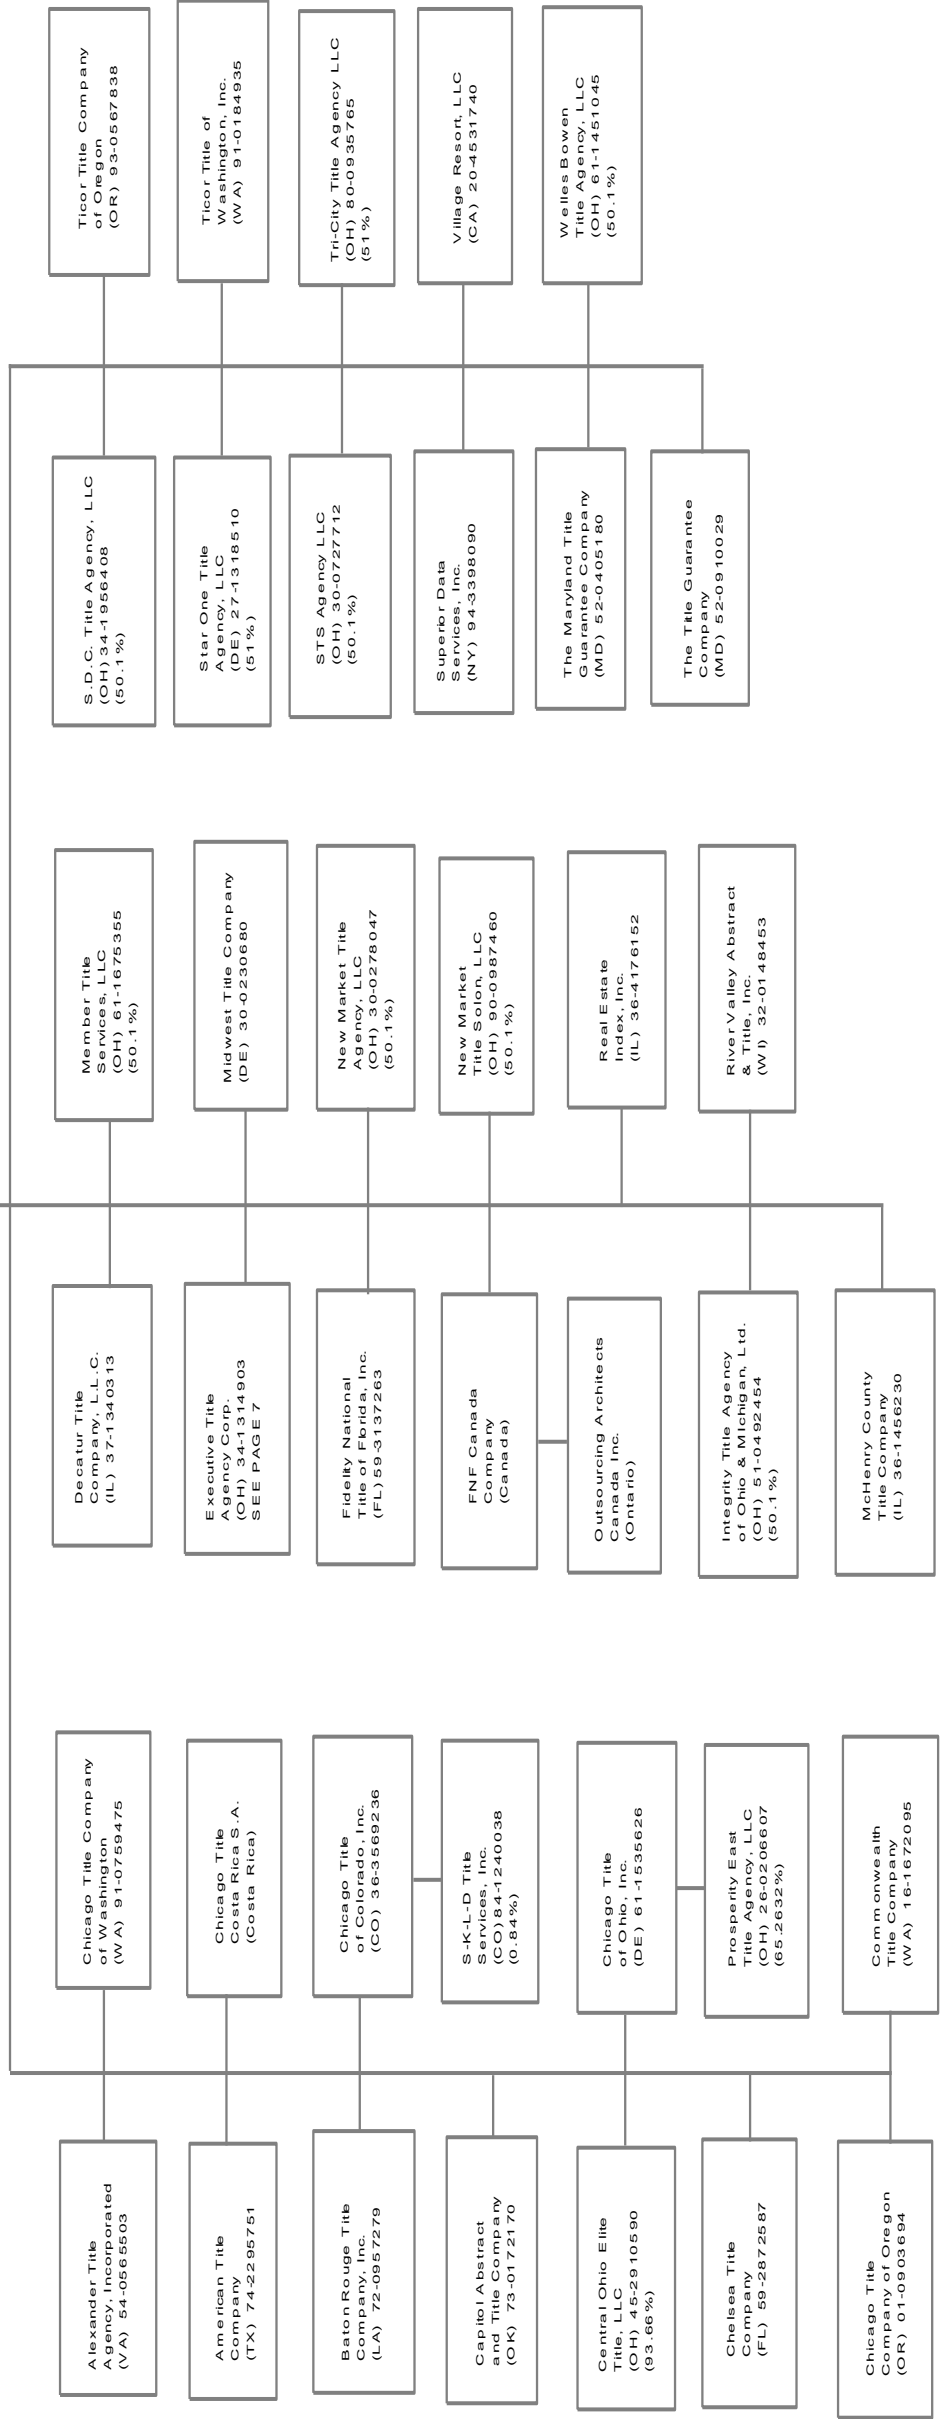 Alexander Title
Agency, Incorporated
(VA) 54-0565503
American Title
Company
(TX) 74-2295751
Baton Rouge Title
Company, Inc.
(LA) 72-0957279
Capitol Abstract
and Title Company
(OK) 73-0172170
Central Ohio Elite
Title, LLC
(OH) 45-2910590
(93.66%)
Chelsea Title
Company
(FL) 59-2872587
Chicago Title
Company of Oregon
(OR) 01-0903694
Chicago Title Company
of Washington
(WA) 91-0759475
Chicago Title
Costa Rica S.A.
(Costa Rica)
Chicago Title
of Colorado, Inc.
(CO) 36-3569236
S-K-L-D Title
Services, Inc.
(CO) 84-1240038
(0.84%)
Chicago Title
of Ohio, Inc.
(DE) 61-1535626
Prosperity East
Title Agency, LLC
(OH) 26-0206607
(65.2632%)
Commonwealth
Title Company
(WA) 16-1672095
Decatur Title
Company, L.L.C.
(IL) 37-1340313
Executive Title
Agency Corp.
(OH) 34-1314903
SEE PAGE 7
Fidelity National
Title of Florida, Inc.
(FL) 59-3137263
FNF Canada
Company
(Canada)
Outsourcing Architects
Canada Inc.
(Ontario)
Integrity Title Agency
of Ohio & MIchigan, Ltd.
(OH) 51-0492454
(50.1%)
McHenry County
Title Company
(IL) 36-1456230
Member Title
Services, LLC
(OH) 61-1675355
(50.1%)
Midwest Title Company
(DE) 30-0230680
New Market Title
Agency, LLC
(OH) 30-0278047
(50.1%)
New Market
Title Solon, LLC
(OH) 90-0987460
(50.1%)
Real Estate
Index, Inc.
(IL) 36-4176152
River Valley Abstract
& Title, Inc.
(WI) 32-0148453
S.D.C. Title Agency, LLC
(OH) 34-1956408
(50.1%)
Star One Title
Agency, LLC
(DE) 27-1318510
(51%)
STS Agency LLC
(OH) 30-0727712
(50.1%)
Superior Data
Services, Inc.
(NY) 94-3398090
The Maryland Title
Guarantee Company
(MD) 52-0405180
The Title Guarantee
Company
(MD) 52-0910029
Ticor Title Company
of Oregon
(OR) 93-0567838
Ticor Title of
Washington, Inc.
(WA) 91-0184935
Tri-City Title Agency LLC
(OH) 80-0935765
(51%)
Village Resort, LLC
(CA) 20-4531740
Welles Bowen
Title Agency, LLC
(OH) 61-1451045
(50.1%)